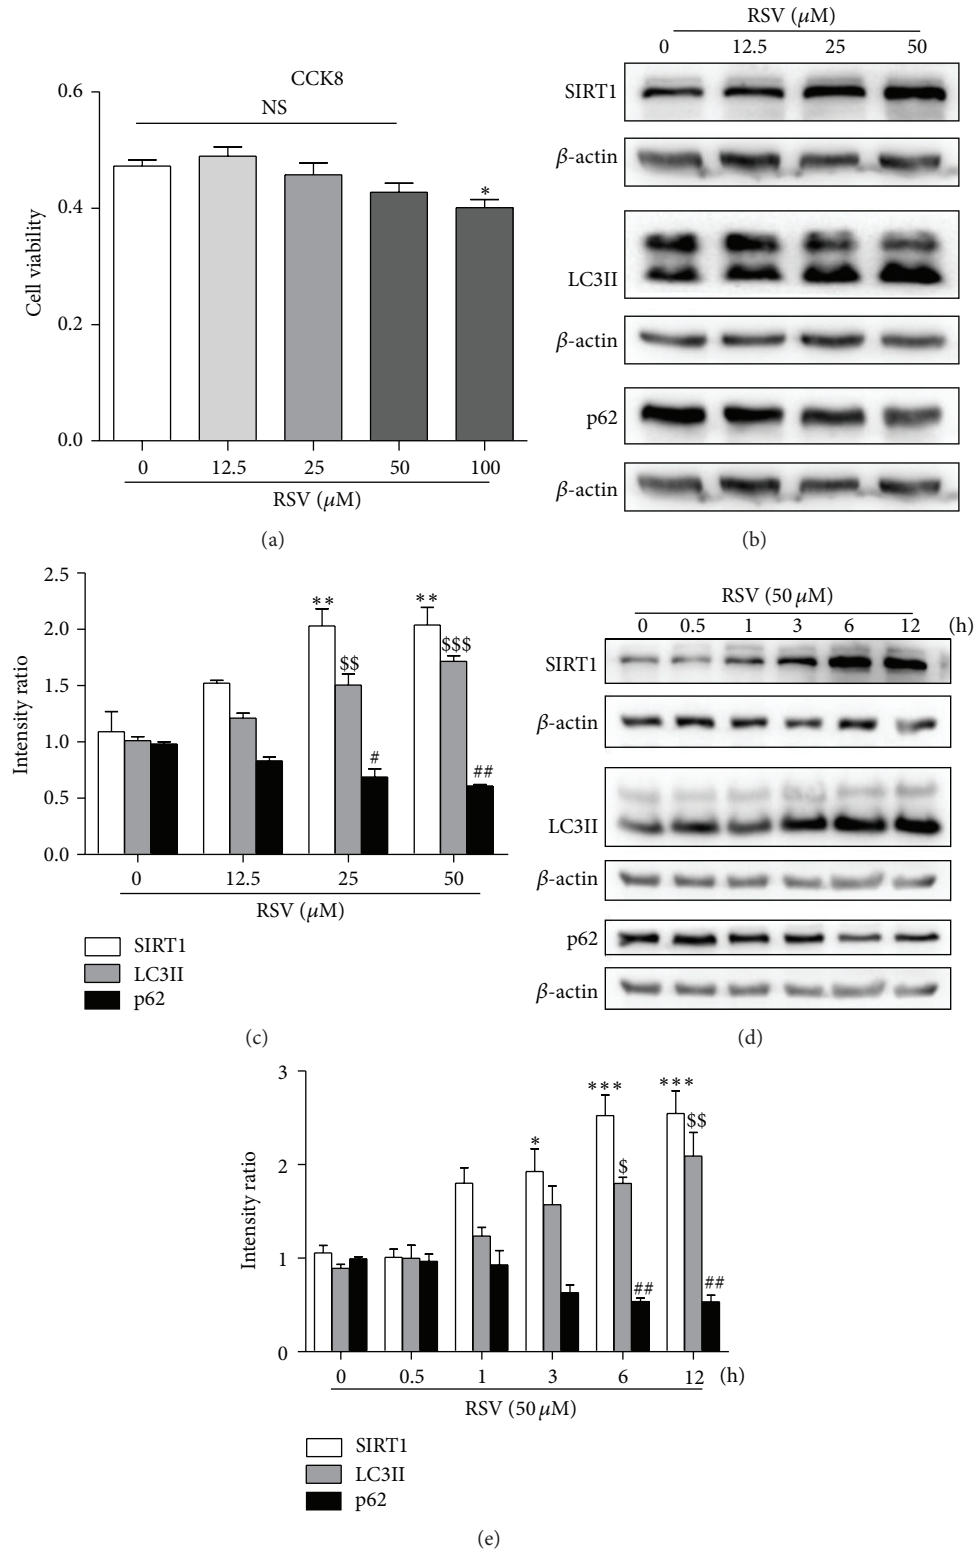 CCK8
NS
*
0.6
0.4
0.2
0.0
Cell viability
0 12.5 25 50 100
RSV (μM)
(a)
RSV (μM)
0 12.5 25 50
SIRT1
β-actin
LC3II
β-actin
p62
β-actin
(b)
2.5
2.0
1.5
1.0
0.5
0.0
Intensity ratio
** **
$$ $$$
# ##
0 12.5 25 50
RSV (μM)
SIRT1
LC3II
p62
(c)
RSV (50 μM)
0 0.5 1 3 6 12 (h)
SIRT1
β-actin
LC3II
β-actin
p62
β-actin
(d)
3
2
1
0
Intensity ratio
* *** ***
$ $$
## ##
0 0.5 1 3 6 12 (h)
RSV (50 μM)
SIRT1
LC3II
p62
(e)